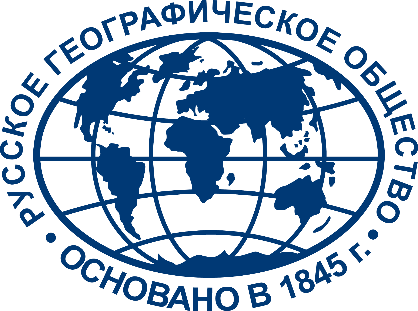 РУССКОЕ ГЕОГРАФИЧЕСКОЕ ОБЩЕСТВО
• ОСНОВАНО В 1845 г. •